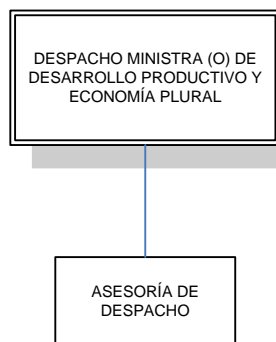 DESPACHO MINISTRA (O) DE
DESARROLLO PRODUCTIVO Y
ECONOMÍA PLURAL
ASESORÍA DE
DESPACHO